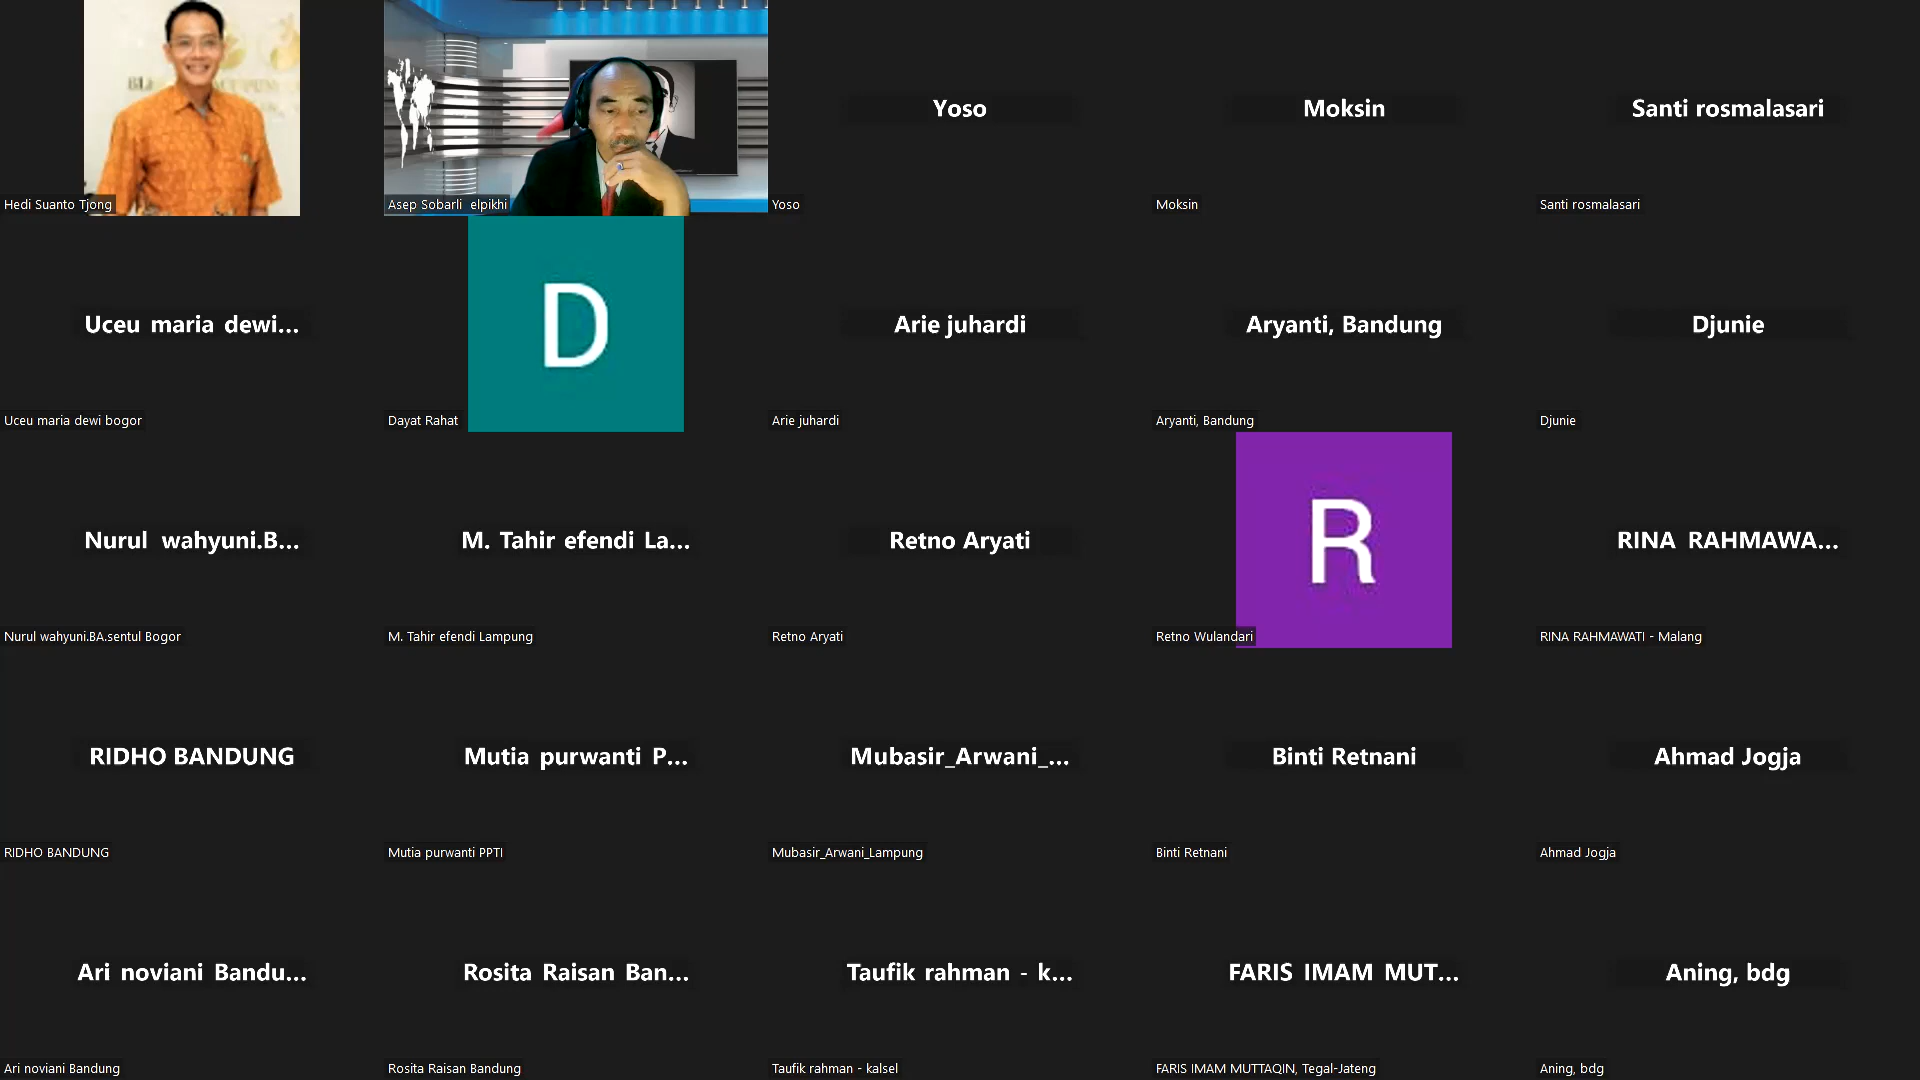 Hedi Suanto Tjong
Asep Sobarli elpikhi
Yoso
Yoso
Moksin
Moksin
Santi rosmalasari
Santi rosmalasari
Uceu maria dewi...
Uceu maria dewi bogor
D
Dayat Rahat
Arie juhardi
Arie juhardi
Aryanti, Bandung
Aryanti, Bandung
Djunie
Djunie
Nurul wahyuni.B...
Nurul wahyuni.BA.sentul Bogor
M. Tahir efendi La...
M. Tahir efendi Lampung
Retno Aryati
Retno Aryati
R
Retno Wulandari
RINA RAHMAWA...
RINA RAHMAWATI - Malang
RIDHO BANDUNG
RIDHO BANDUNG
Mutia purwanti P...
Mutia purwanti PPTI
Mubasir_Arwani_...
Mubasir_Arwani_Lampung
Binti Retnani
Binti Retnani
Ahmad Jogja
Ahmad Jogja
Ari noviani Bandu...
Ari noviani Bandung
Rosita Raisan Ban...
Rosita Raisan Bandung
Taufik rahman - k...
Taufik rahman - kalsel
FARIS IMAM MUT...
FARIS IMAM MUTTAQIN, Tegal-Jateng
Aning, bdg
Aning, bdg